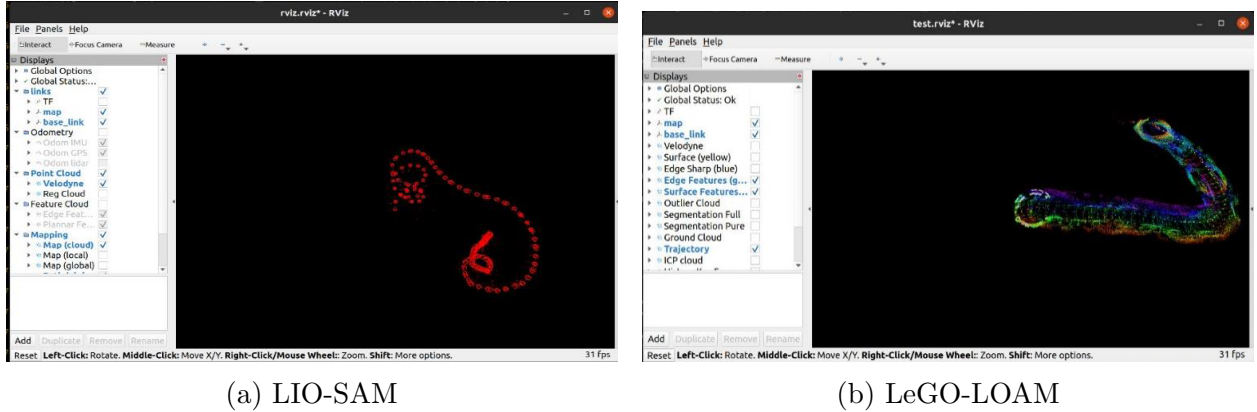 rviz.rviz* - RViz
File Panels Help
Interact Focus Camera Measure
Displays
Global Options
Global Status:...
links
TF
map
base_link
Odometry
Odom IMU
Odom GPS
Odom lidar
Point Cloud
Velodyne
Reg Cloud
Feature Cloud
Edge Feat...
Plannar Fe...
Mapping
Map (cloud)
Map (local)
Map (global)
Add Duplicate Remove Rename
Reset Left-Click: Rotate. Middle-Click: Move X/Y. Right-Click/Mouse Wheel:: Zoom. Shift: More options. 31 fps
(a) LIO-SAM
test.rviz* - RViz
File Panels Help
Interact Focus Camera Measure
Displays
Global Options
Global Status: Ok
TF
map
base_link
Velodyne
Surface (yellow)
Edge Sharp (blue)
Edge Features (g...
Surface Features...
Outlier Cloud
Segmentation Full
Segmentation Pure
Ground Cloud
Trajectory
ICP cloud
Add Duplicate Remove Rename
Reset Left-Click: Rotate. Middle-Click: Move X/Y. Right-Click/Mouse Wheel:: Zoom. Shift: More options. 31 fps
(b) LeGO-LOAM